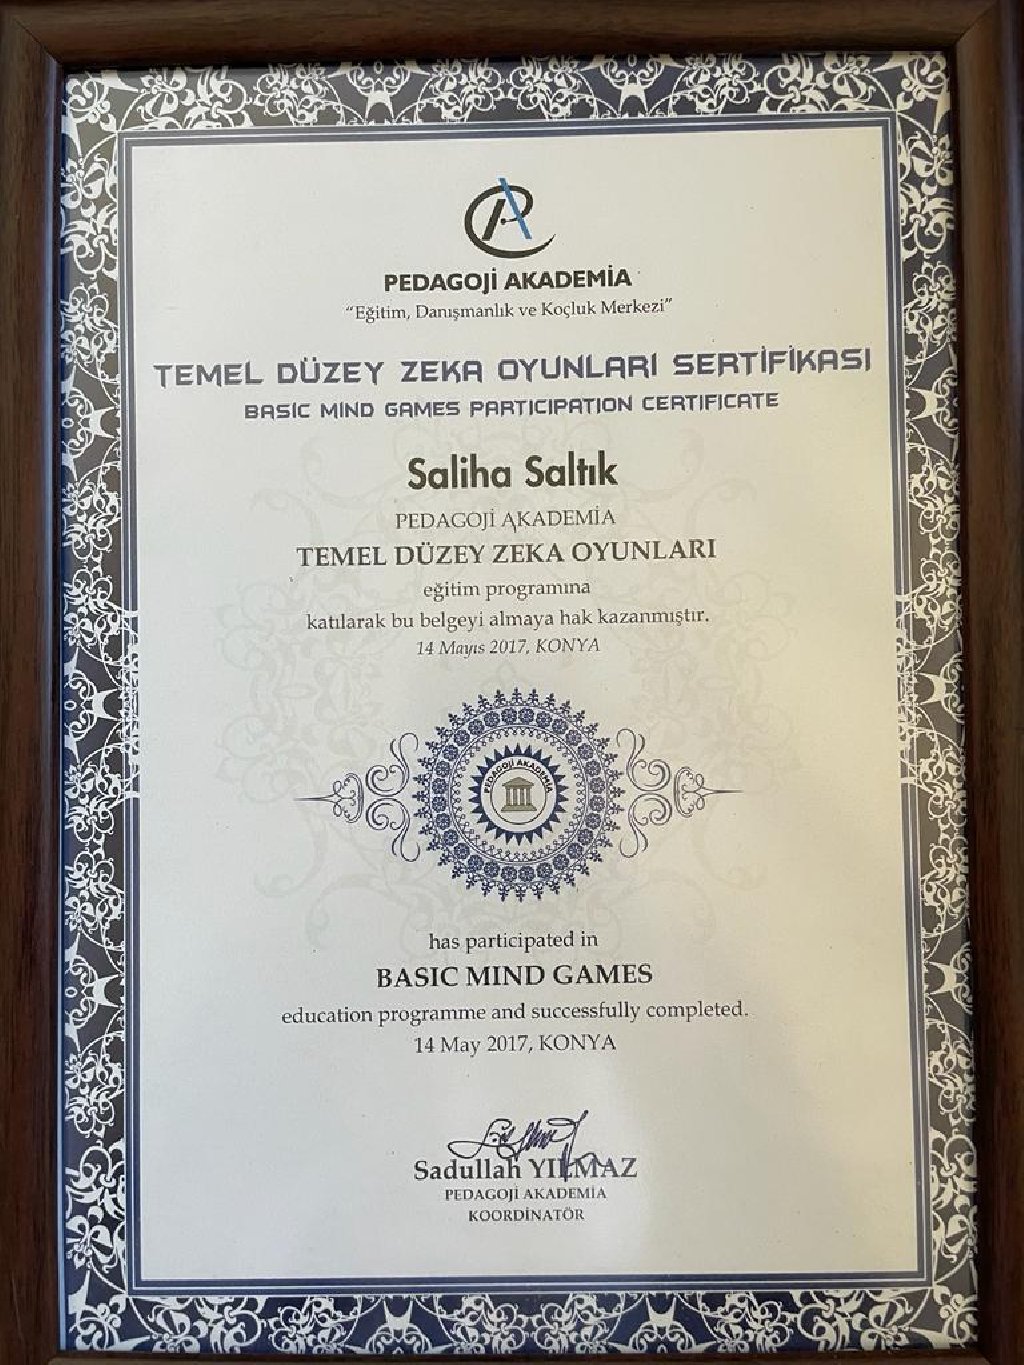 PEDAGOJİ AKADEMİA
"Eğitim, Danışmanlık ve Koçluk Merkezi"
TEMEL DÜZEY ZEKA OYUNLARI SERTİFİKASI
BASIC MIND GAMES PARTICIPATION CERTIFICATE
Saliha Saltık
PEDAGOJİ AKADEMİA
TEMEL DÜZEY ZEKA OYUNLARI
eğitim programına
katılarak bu belgeyi almaya hak kazanmıştır.
14 Mayıs 2017, KONYA
PEDAGOJİ AKADEMİA
has participated in
BASIC MIND GAMES
education programme and successfully completed.
14 May 2017, KONYA
Sadullah YILMAZ
PEDAGOJİ AKADEMİA
KOORDİNATÖR